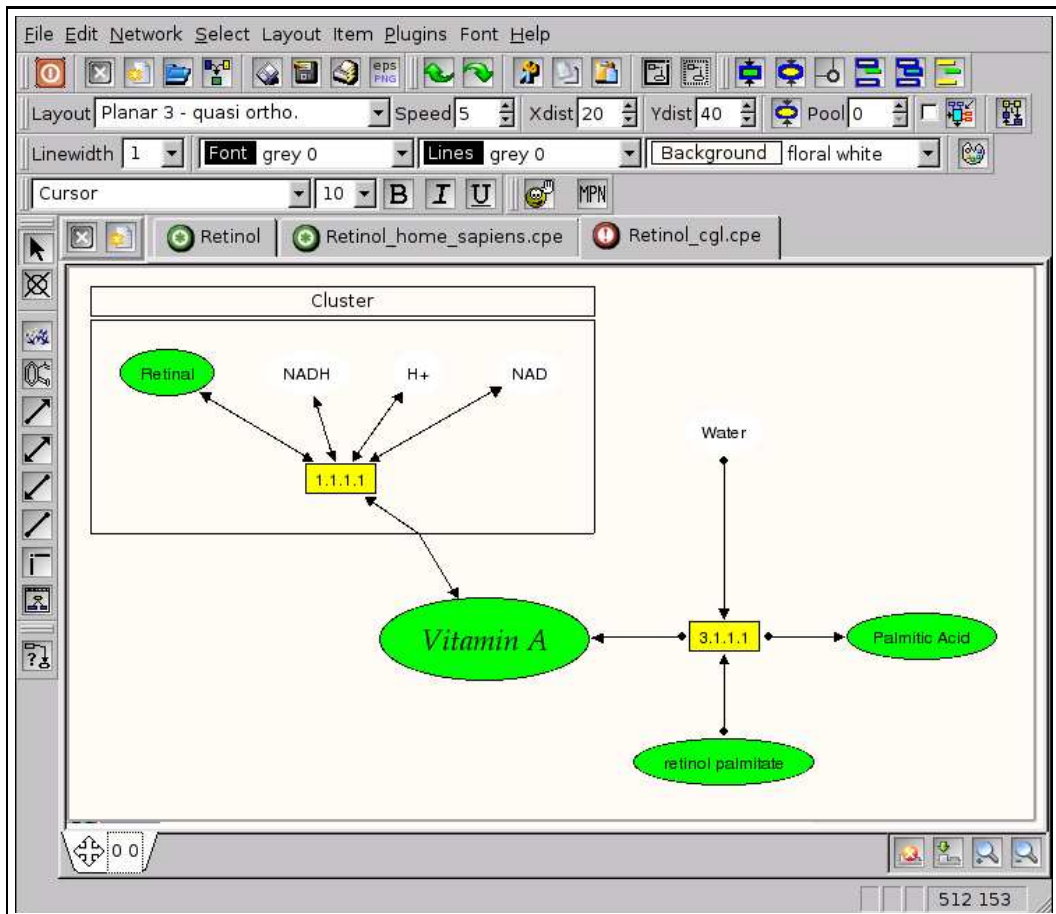 File Edit Network Select Layout Item Plugins Font Help
eps
PNG
Layout Planar 3 - quasi ortho. Speed 5 Xdist 20 Ydist 40 Pool 0
Linewidth 1 Font grey 0 Lines grey 0 Background floral white
Cursor 10 B I U MPN
Retinol Retinol_home_sapiens.cpe Retinol_cgl.cpe
Cluster
Retinal NADH H+ NAD
Water
1.1.1.1
Vitamin A 3.1.1.1 Palmitic Acid
retinol palmitate
0 0
512 153